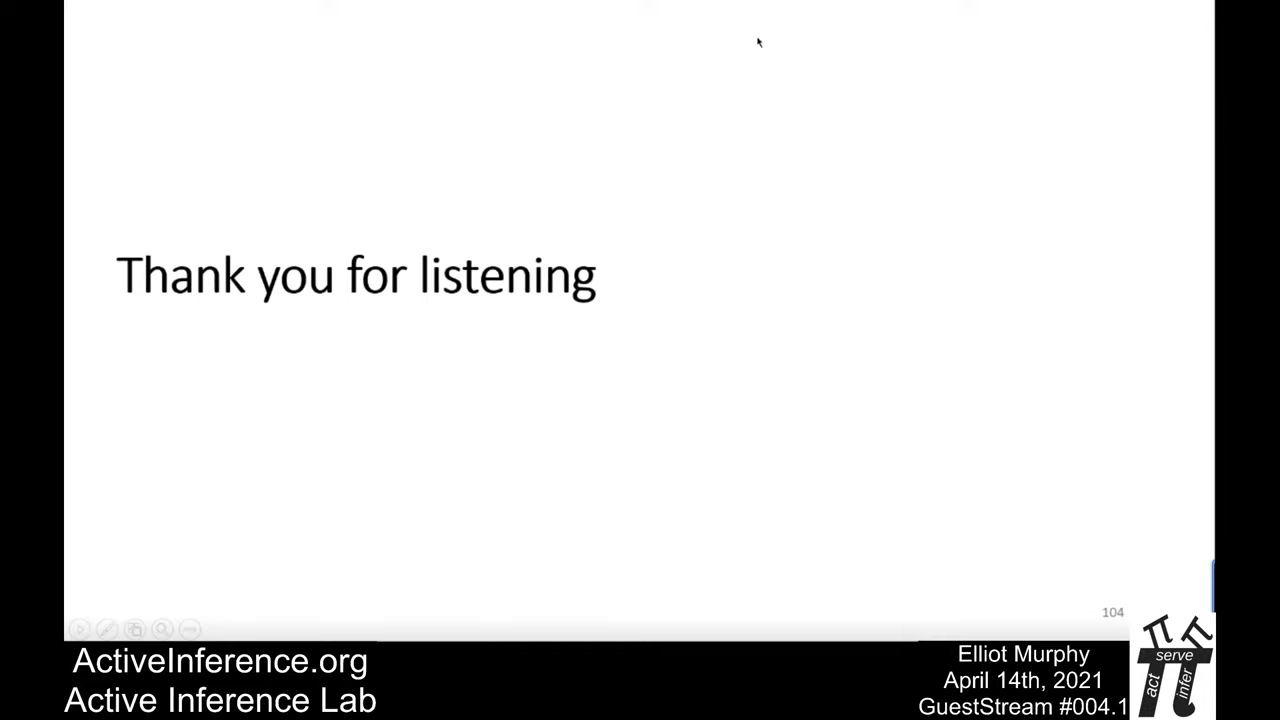 Thank you for listening
104
ActiveInference.org
Active Inference Lab
Elliot Murphy
April 14th, 2021
GuestStream #004.1
π π
serve
π
act
infer